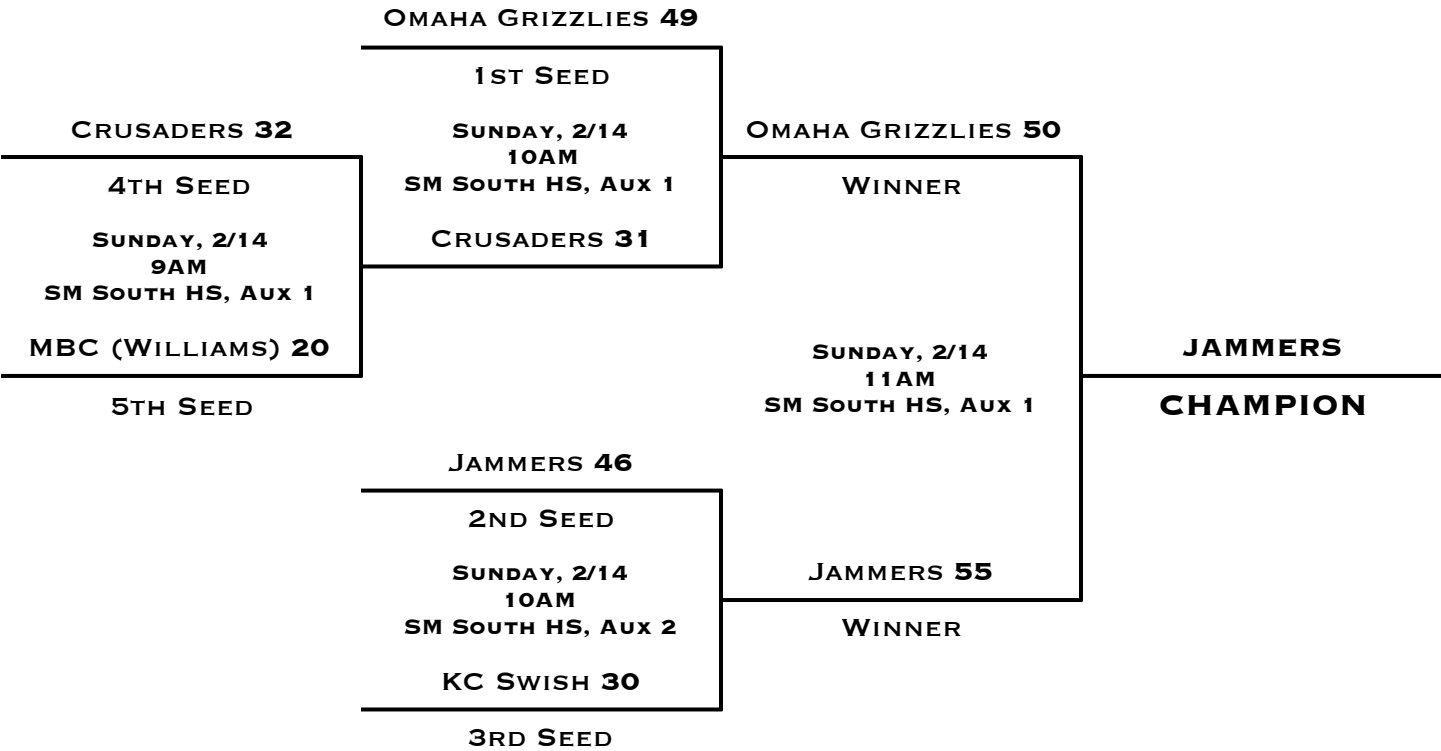 Omaha Grizzlies 49
1st Seed
Sunday, 2/14
10AM
SM South HS, Aux 1
Crusaders 31
Crusaders 32
4th Seed
Sunday, 2/14
9AM
SM South HS, Aux 1
MBC (Williams) 20
5th Seed
Omaha Grizzlies 50
Winner
Sunday, 2/14
11AM
SM South HS, Aux 1
JAMMERS
CHAMPION
Jammers 46
2nd Seed
Sunday, 2/14
10AM
SM South HS, Aux 2
KC Swish 30
3rd Seed
Jammers 55
Winner